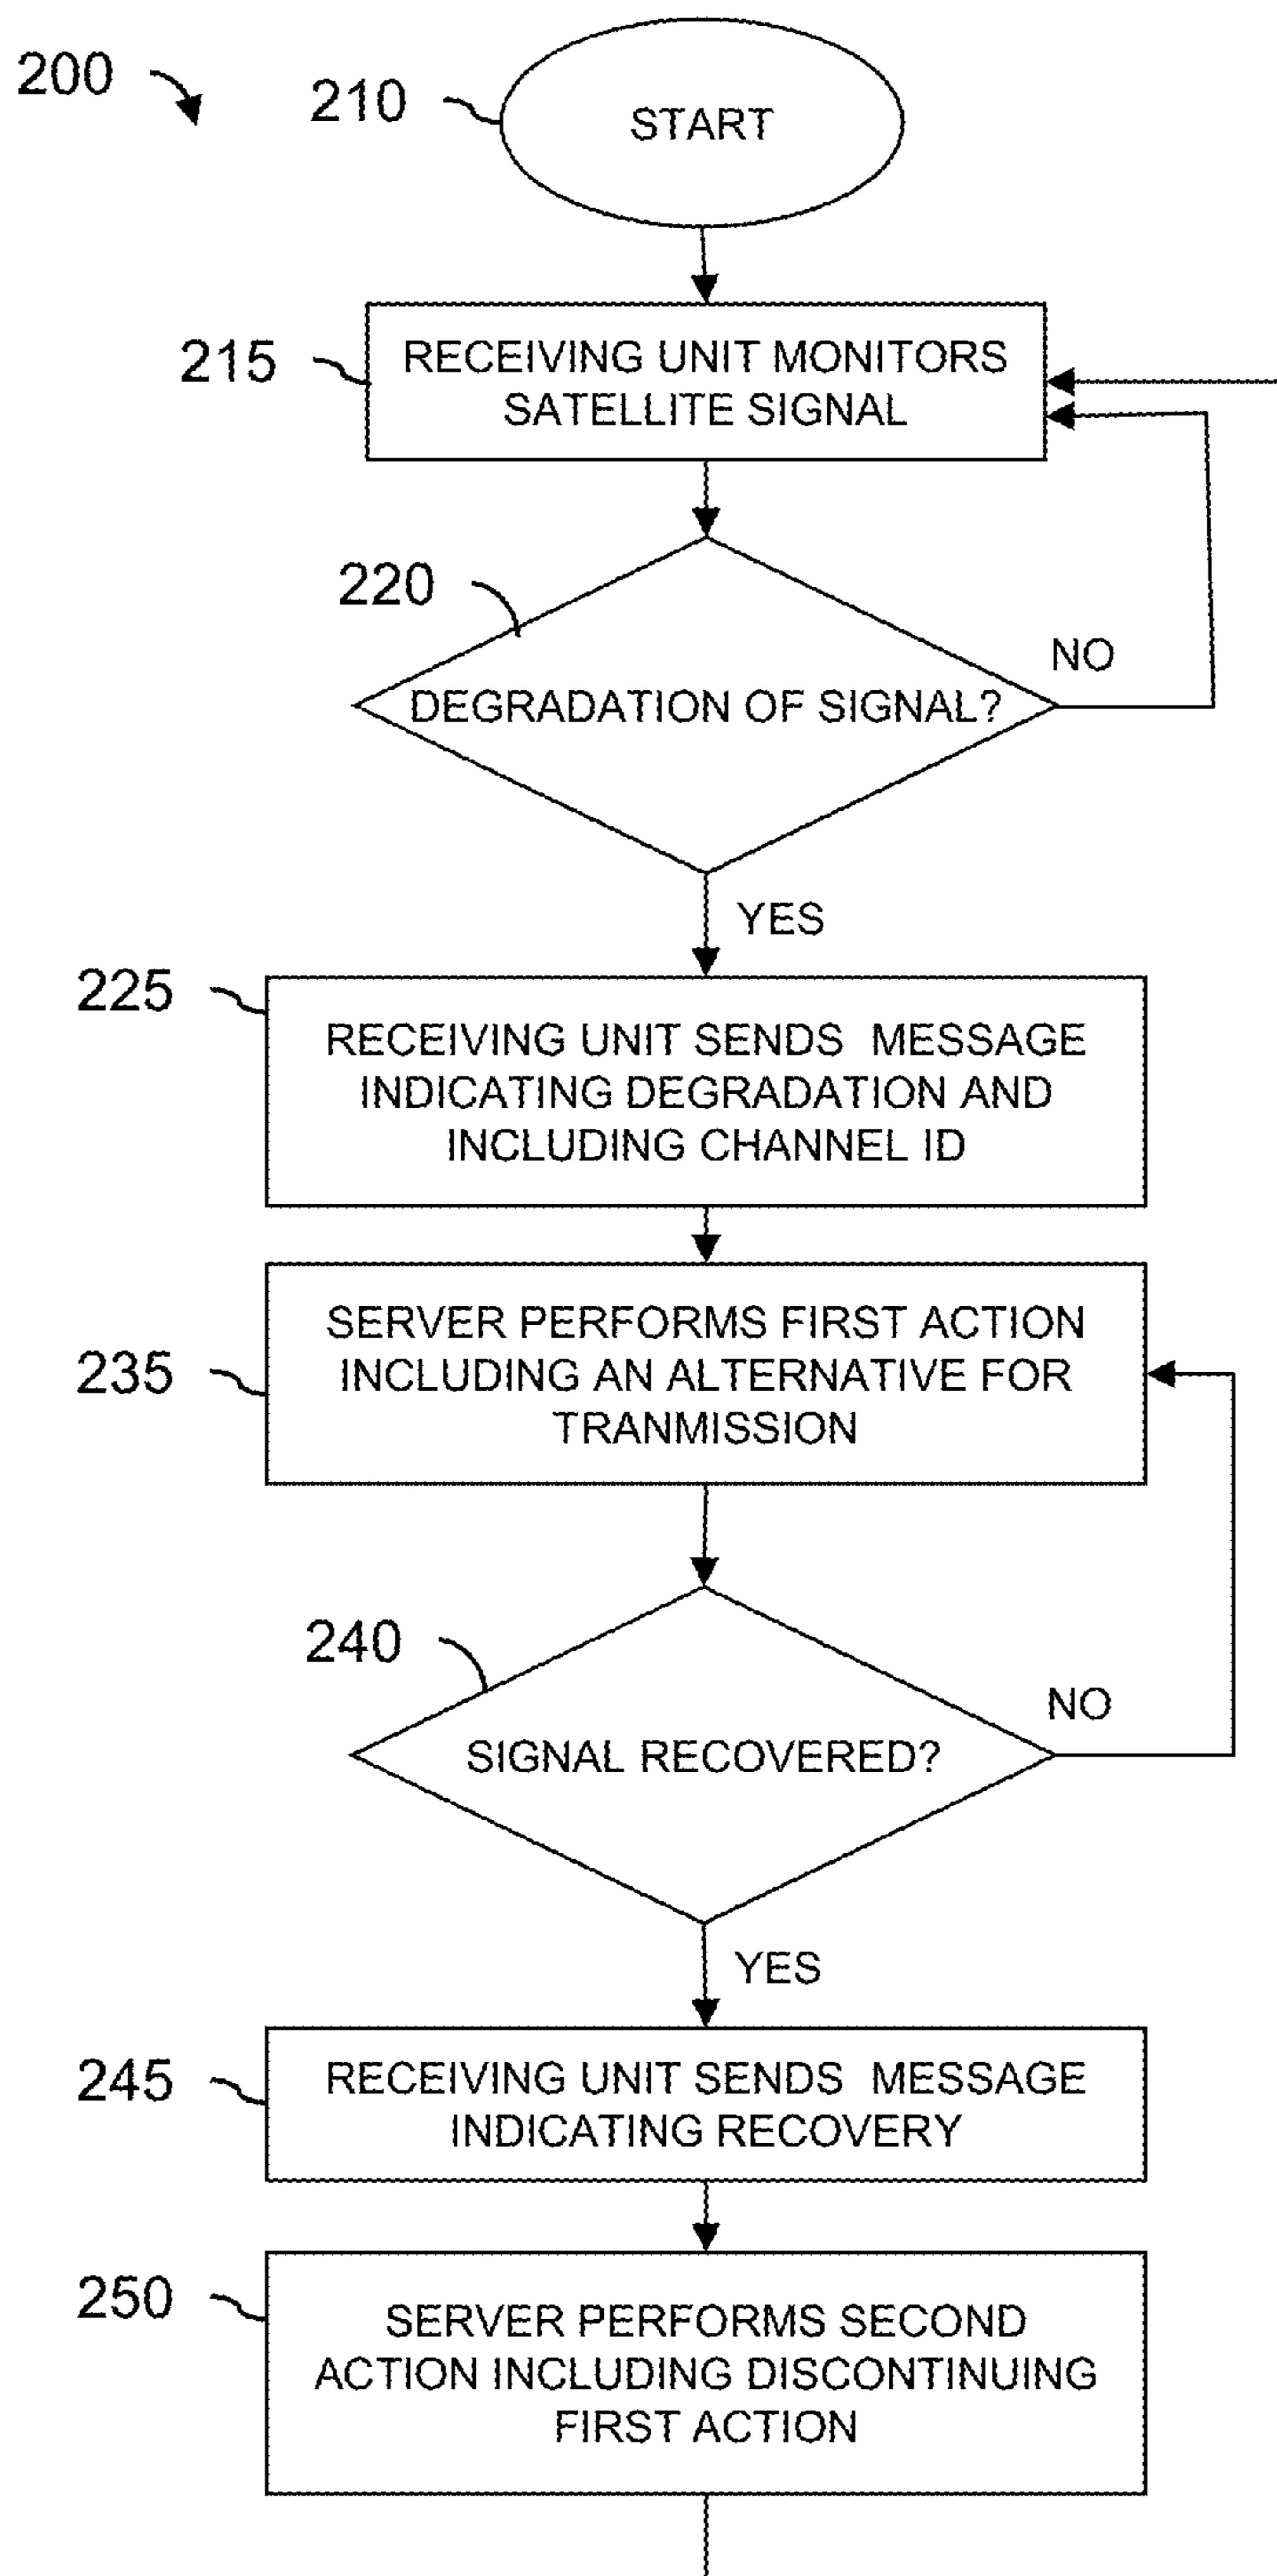 200
210
START
215
RECEIVING UNIT MONITORS
SATELLITE SIGNAL
220
NO
DEGRADATION OF SIGNAL?
YES
225
RECEIVING UNIT SENDS MESSAGE
INDICATING DEGRADATION AND
INCLUDING CHANNEL ID
235
SERVER PERFORMS FIRST ACTION
INCLUDING AN ALTERNATIVE FOR
TRANMISSION
240
NO
SIGNAL RECOVERED?
YES
245
RECEIVING UNIT SENDS MESSAGE
INDICATING RECOVERY
250
SERVER PERFORMS SECOND
ACTION INCLUDING DISCONTINUING
FIRST ACTION